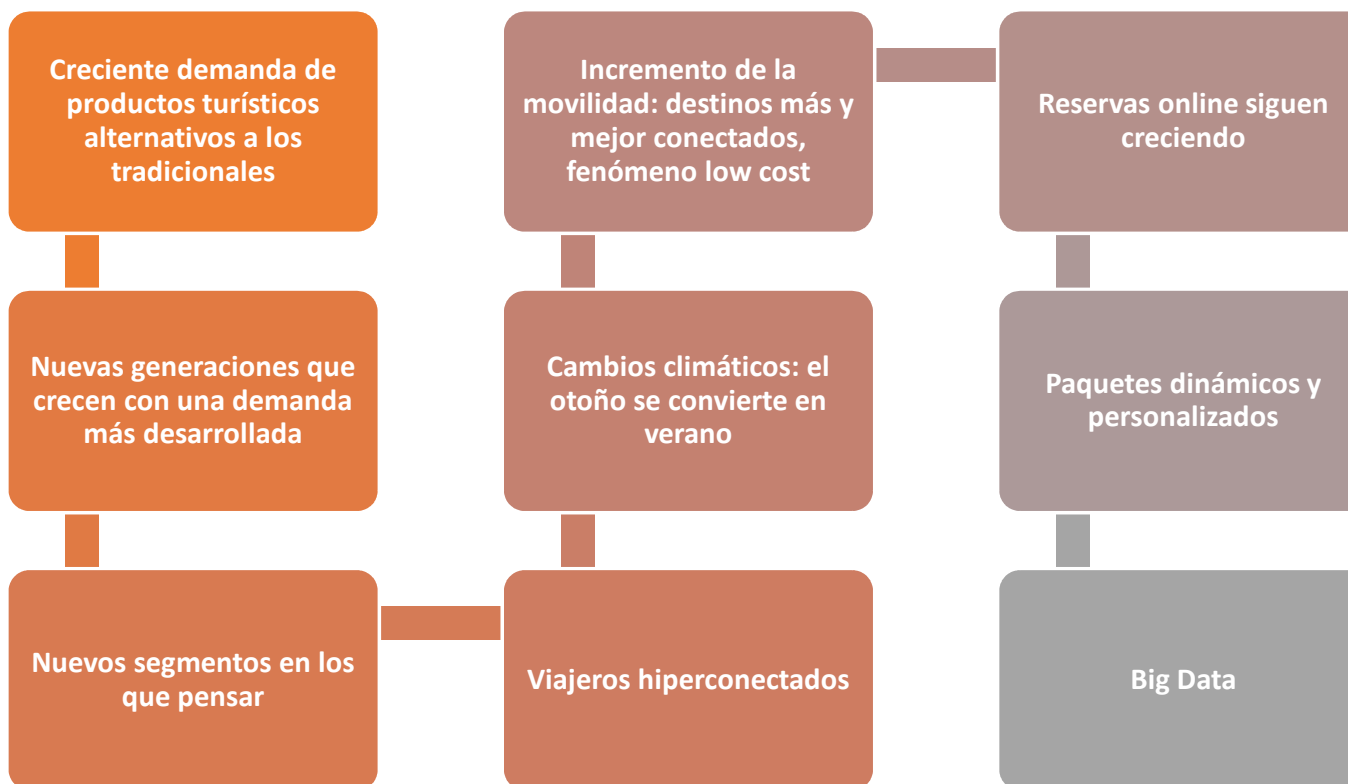 Creciente demanda de
productos turísticos
alternativos a los
tradicionales
Nuevas generaciones que
crecen con una demanda
más desarrollada
Nuevos segmentos en los
que pensar
Viajeros hiperconectados
Cambios climáticos: el
otoño se convierte en
verano
Incremento de la
movilidad: destinos más y
mejor conectados,
fenómeno low cost
Reservas online siguen
creciendo
Paquetes dinámicos y
personalizados
Big Data